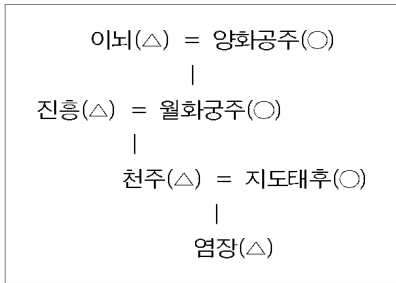 이뇌(△) = 양화공주(○)
진흥(△) = 월화궁주(○)
천주(△) = 지도태후(○)
염장(△)